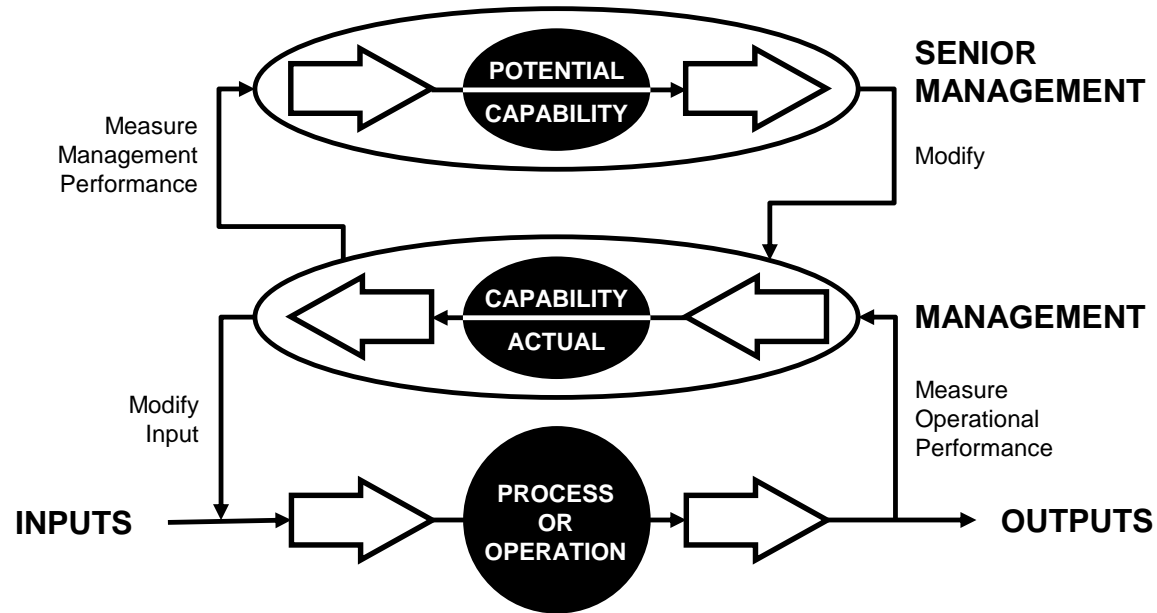 POTENTIAL
CAPABILITY
SENIOR
MANAGEMENT
Measure
Management
Performance
Modify
CAPABILITY
ACTUAL
MANAGEMENT
Modify
Input
Measure
Operational
Performance
INPUTS
PROCESS
OR
OPERATION
OUTPUTS